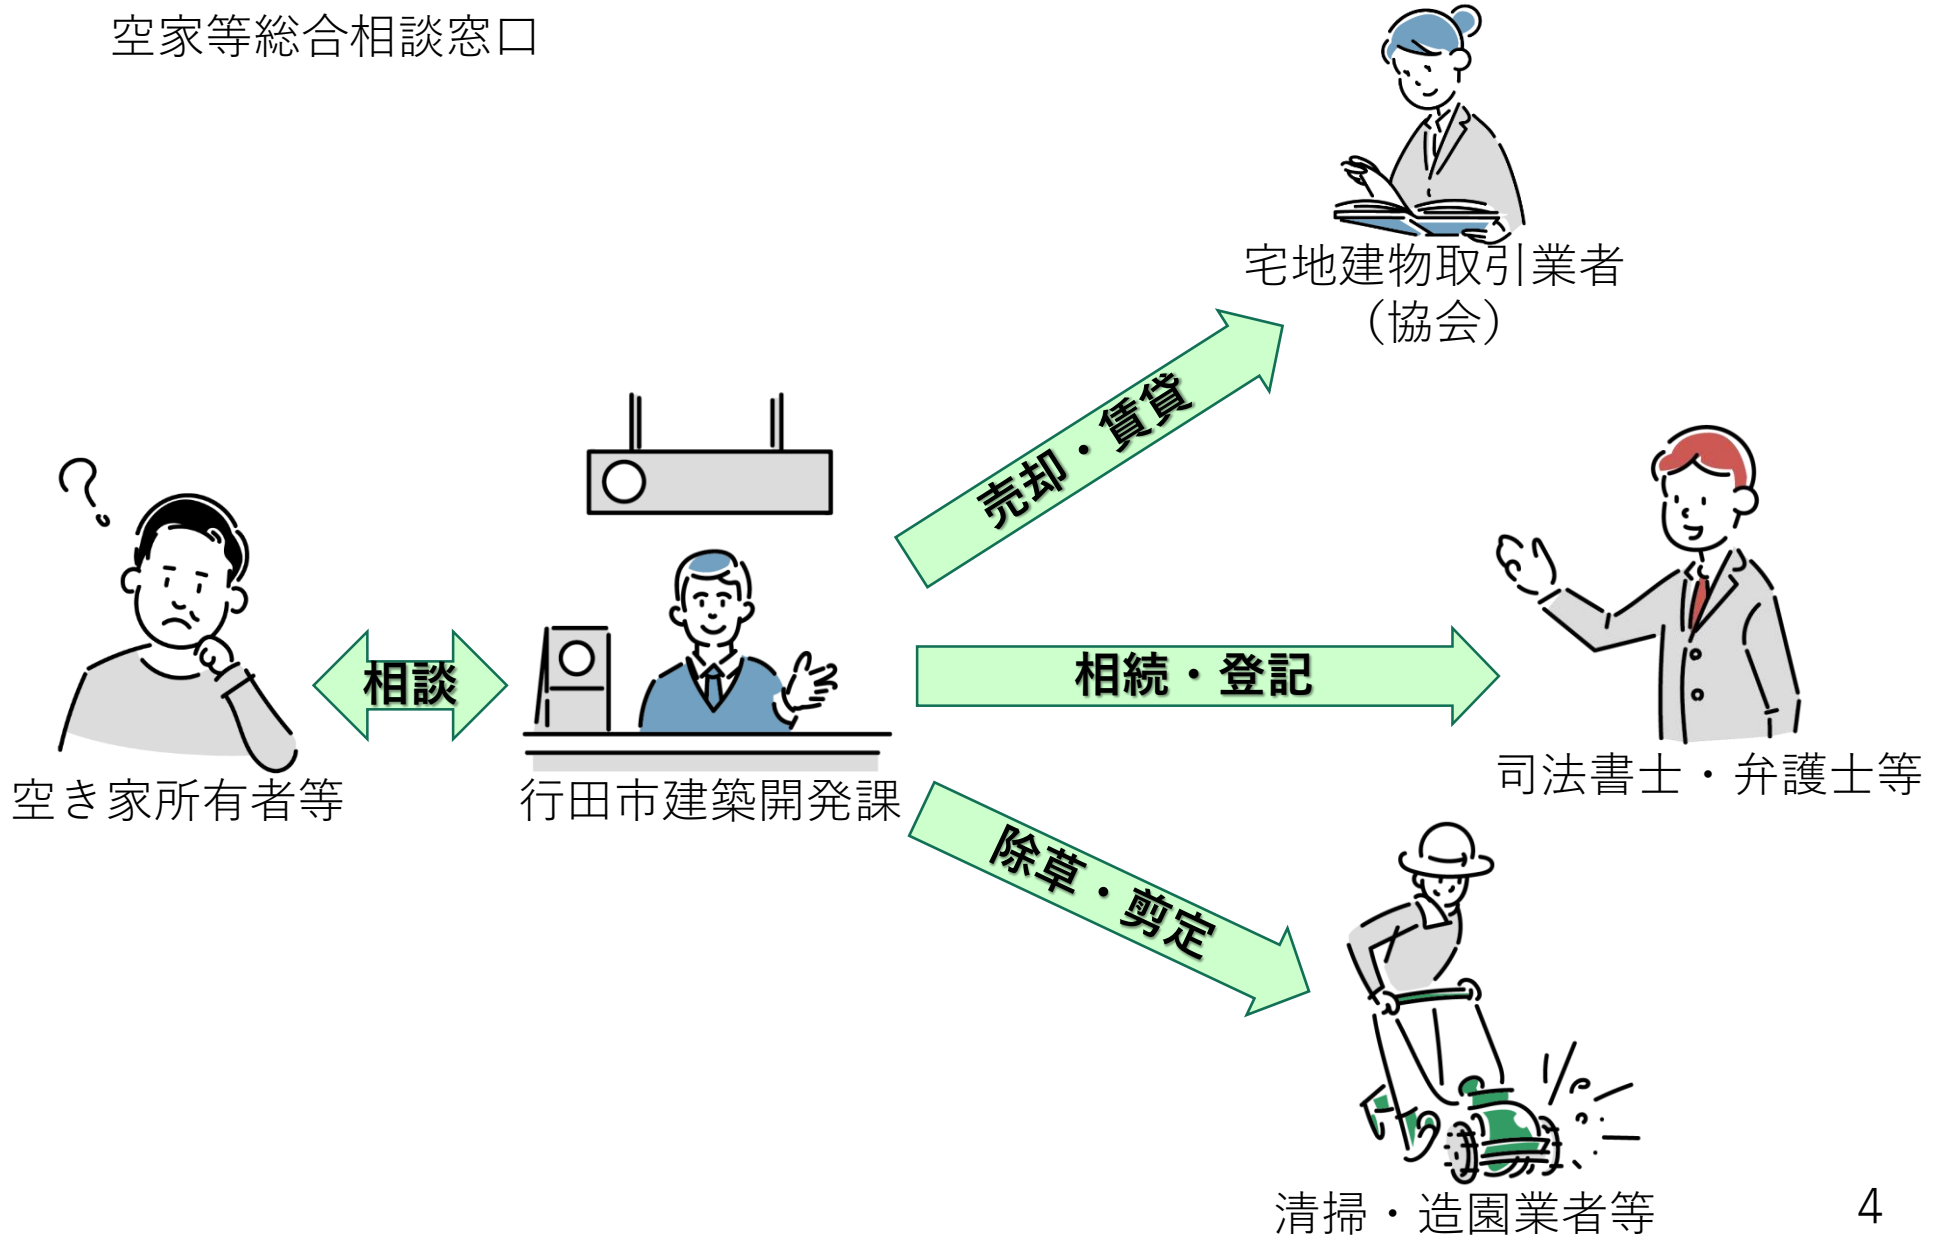 空家等総合相談窓口
宅地建物取引業者
（協会）
売却・賃貸
相談
相続・登記
空き家所有者等
行田市建築開発課
司法書士・弁護士等
除草・剪定
清掃・造園業者等
4